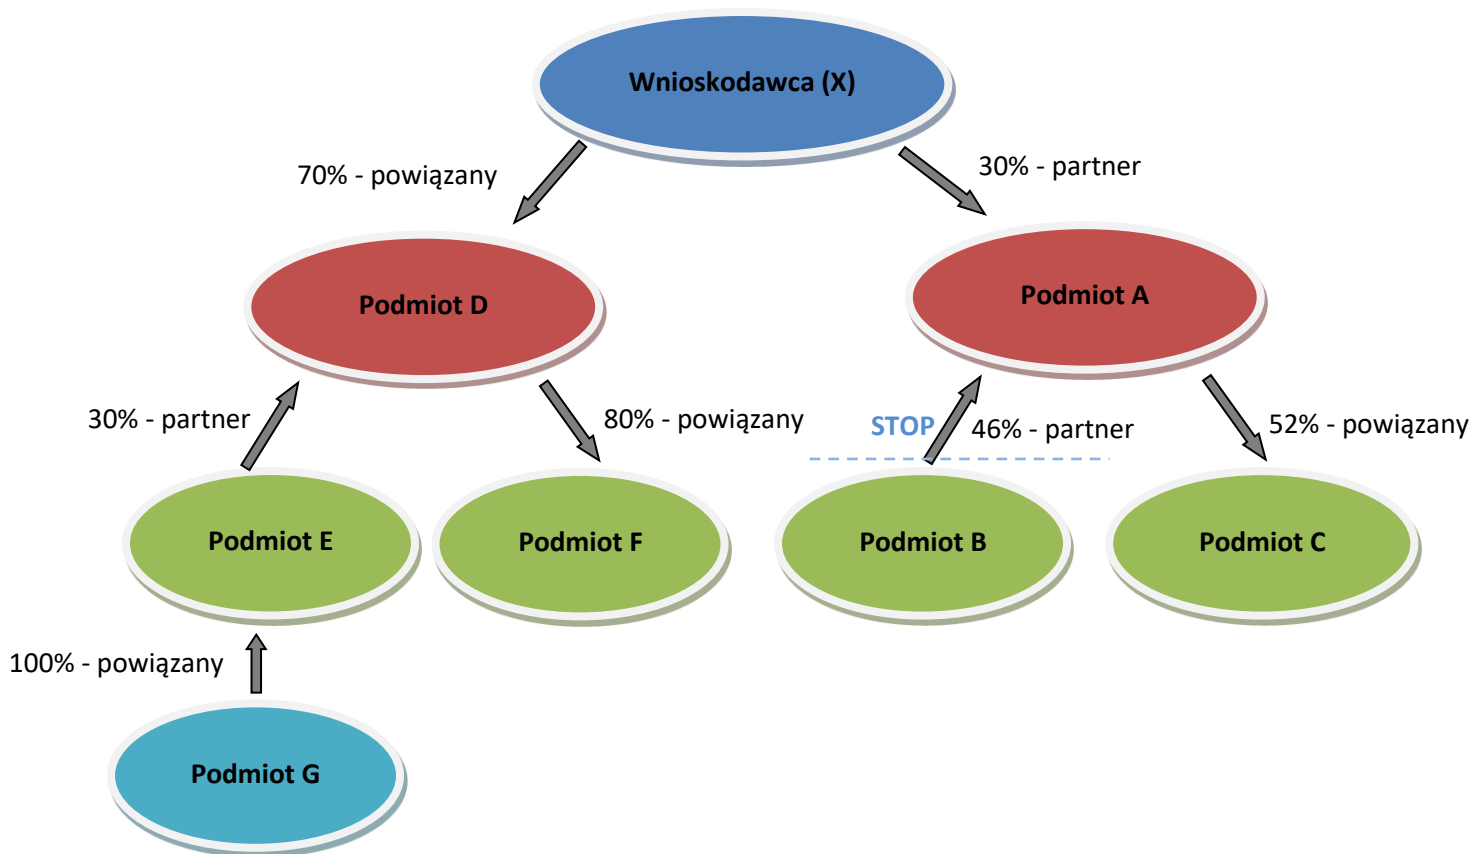 Wnioskodawca (X)
70% - powiązany
30% - partner
Podmiot D
Podmiot A
30% - partner
80% - powiązany
STOP
46% - partner
52% - powiązany
Podmiot E
Podmiot F
Podmiot B
Podmiot C
100% - powiązany
Podmiot G